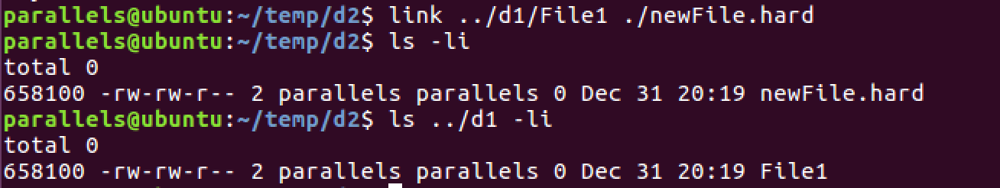 parallels@ubuntu:~/temp/d2$ link ../d1/File1 ./newFile.hard
parallels@ubuntu:~/temp/d2$ ls -li
total 0
658100 -rw-rw-r-- 2 parallels parallels 0 Dec 31 20:19 newFile.hard
parallels@ubuntu:~/temp/d2$ ls ../d1 -li
total 0
658100 -rw-rw-r-- 2 parallels parallels 0 Dec 31 20:19 File1